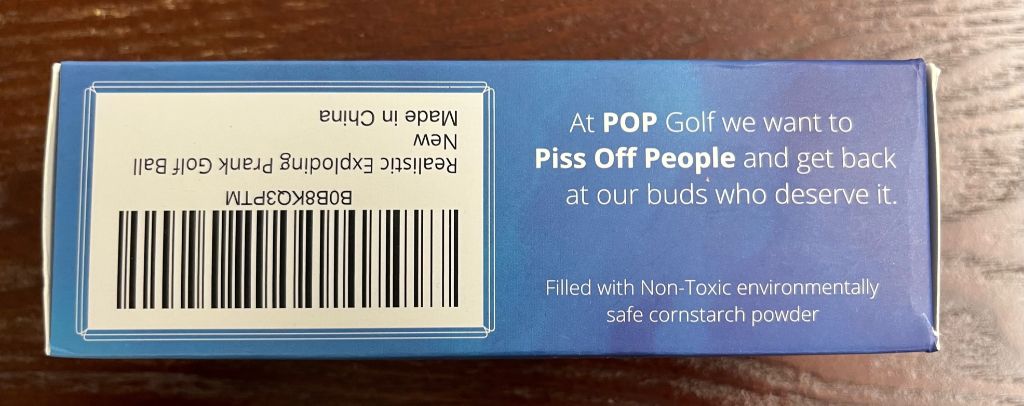 B0B8KQ3PTM
Realistic Exploding Prank Golf Ball
New
Made in China
At POP Golf we want to
Piss Off People and get back
at our buds who deserve it.
Filled with Non-Toxic environmentally
safe cornstarch powder